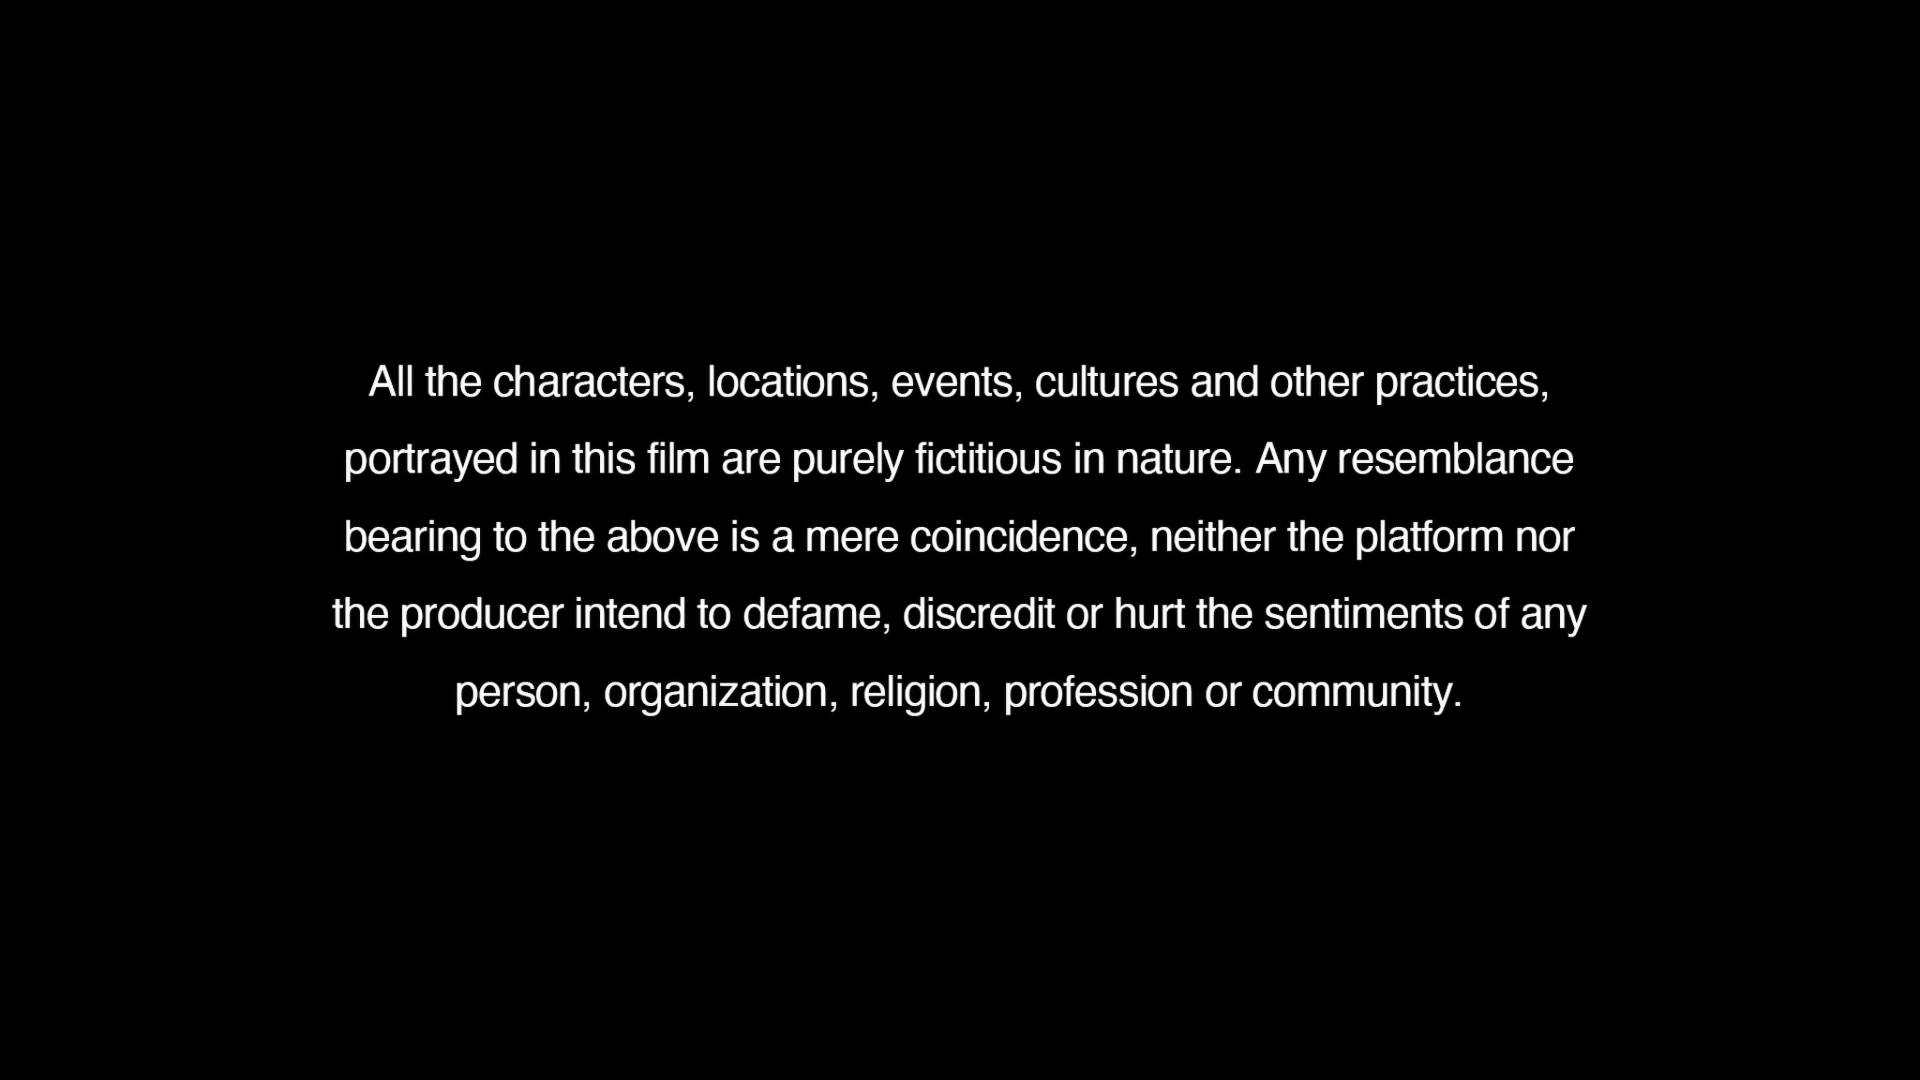 All the characters, locations, events, cultures and other practices,
portrayed in this film are purely fictitious in nature. Any resemblance
bearing to the above is a mere coincidence, neither the platform nor
the producer intend to defame, discredit or hurt the sentiments of any
person, organization, religion, profession or community.